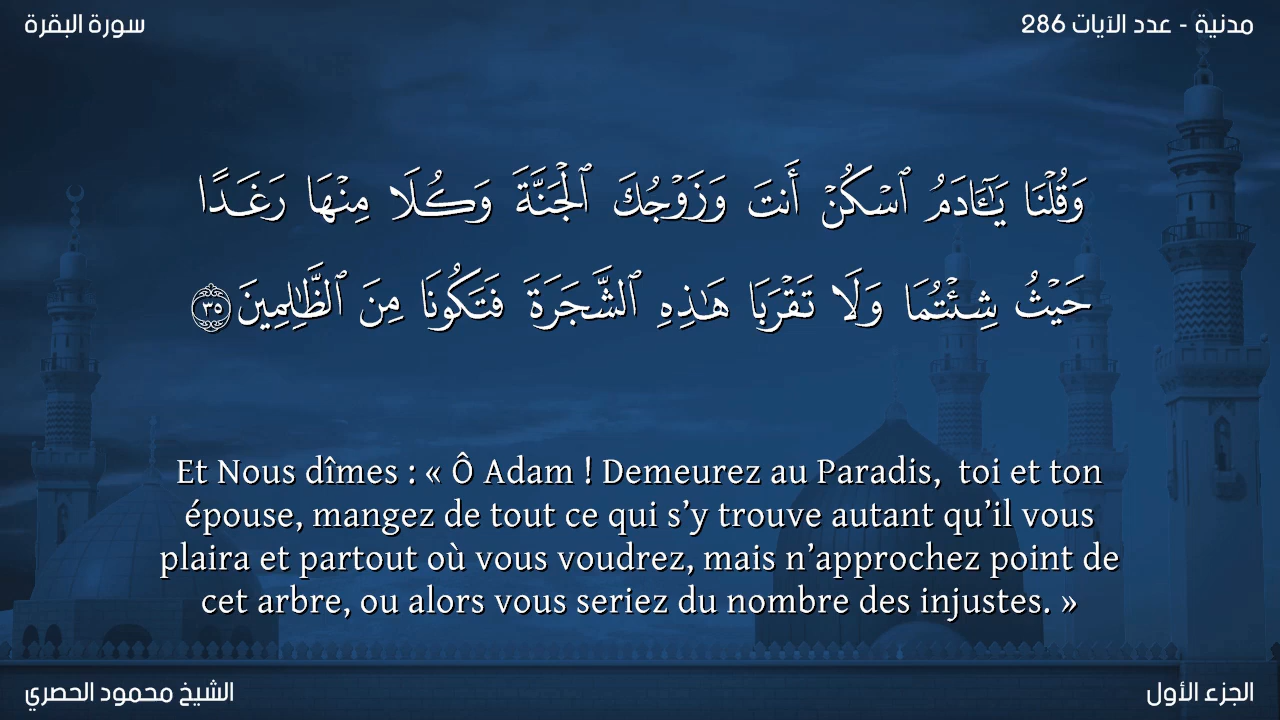 سورة البقرة
مدنية - عدد الآيات 286
وَقُلْنَا يَٰٓـَٔادَمُ ٱسْكُنْ أَنتَ وَزَوْجُكَ ٱلْجَنَّةَ وَكُلَا مِنْهَا رَغَدًا
حَيْثُ شِئْتُمَا وَلَا تَقْرَبَا هَٰذِهِ ٱلشَّجَرَةَ فَتَكُونَا مِنَ ٱلظَّٰلِمِينَ ٣٥
Et Nous dîmes : « Ô Adam ! Demeurez au Paradis, toi et ton
épouse, mangez de tout ce qui s’y trouve autant qu’il vous
plaira et partout où vous voudrez, mais n’approchez point de
cet arbre, ou alors vous seriez du nombre des injustes. »
الشيخ محمود الحصري
الجزء الأول